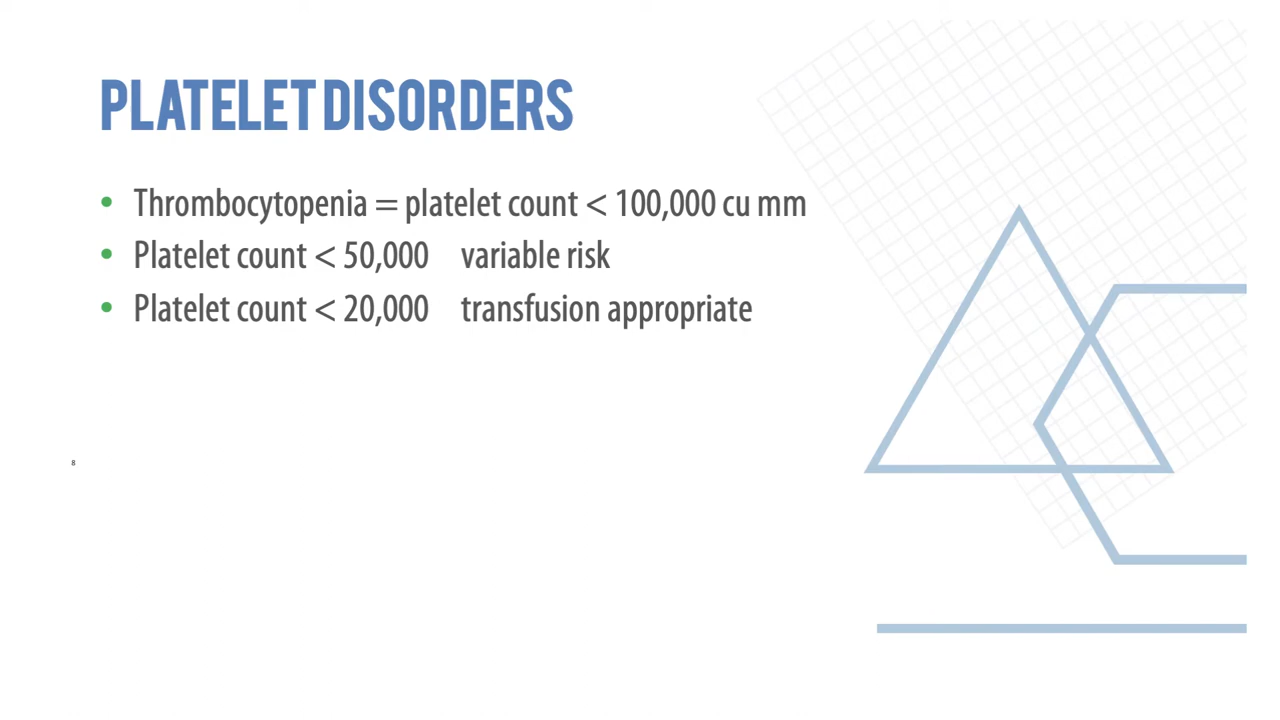 PLATELET DISORDERS
• Thrombocytopenia = platelet count < 100,000 cu mm
• Platelet count < 50,000 variable risk
• Platelet count < 20,000 transfusion appropriate
8